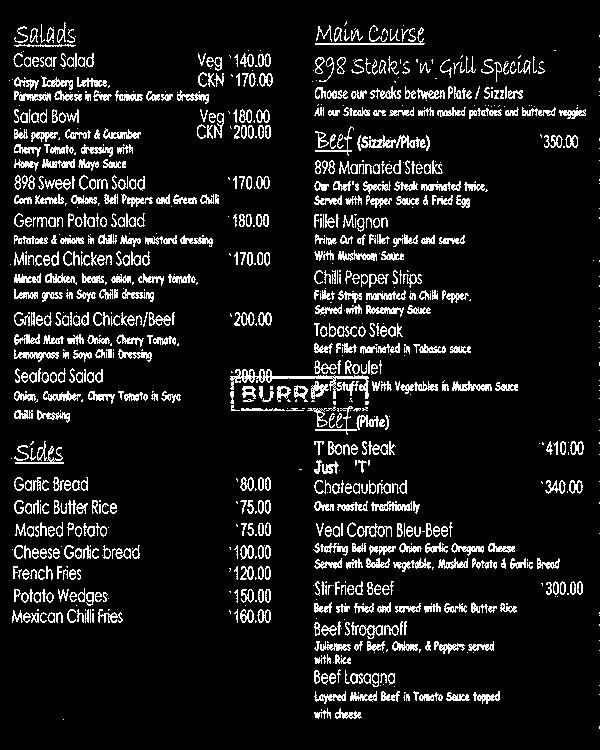 Salads
Caesar Salad Veg `140.00
Crispy Iceberg Lettuce, CKN `170.00
Parmesan Cheese in Ever famous Caesar dressing
Salad Bowl Veg `180.00
Bell pepper, Carrot & Cucumber CKN `200.00
Cherry Tomato, dressing with
Honey Mustard Mayo Sauce
898 Sweet Corn Salad `170.00
Corn Kernels, Onions, Bell Peppers and Green Chilli
German Potato Salad `180.00
Potatoes & onions in Chilli Mayo mustard dressing
Minced Chicken Salad `170.00
Minced Chicken, beans, onion, cherry tomato,
Lemon grass in Soya Chilli dressing
Grilled Salad Chicken/Beef `200.00
Grilled Meat with Onion, Cherry Tomato,
Lemongrass in Soya Chilli Dressing
Seafood Salad `200.00
Onion, Cucumber, Cherry Tomato in Soya
Chilli Dressing
Sides
Garlic Bread `80.00
Garlic Butter Rice `75.00
Mashed Potato `75.00
Cheese Garlic bread `100.00
French Fries `120.00
Potato Wedges `150.00
Mexican Chilli Fries `160.00
Main Course
898 Steak's 'n' Grill Specials
Choose our steaks between Plate / Sizzlers
All our Steaks are served with mashed potatoes and buttered veggies
Beef (Sizzler/Plate) `350.00
898 Marinated Steaks
Our Chef's Special Steak marinated twice,
Served with Pepper Sauce & Fried Egg
Fillet Mignon
Prime Cut of Fillet grilled and served
With Mushroom Sauce
Chilli Pepper Strips
Fillet Strips marinated in Chilli Pepper,
Served with Rosemary Sauce
Tabasco Steak
Beef Fillet marinated in Tabasco sauce
Beef Roulet
Beef Stuffed With Vegetables in Mushroom Sauce
BURRP!
Beef (Plate)
'T' Bone Steak `410.00
Just 'T'
Chateaubriand `340.00
Oven roasted traditionally
Veal Cordon Bleu-Beef
Stuffing Bell pepper Onion Garlic Oregano Cheese
Served with Boiled vegetable, Mashed Potato & Garlic Bread
Stir Fried Beef `300.00
Beef stir fried and served with Garlic Butter Rice
Beef Stroganoff
Juliennes of Beef, Onions, & Peppers served
with Rice
Beef Lasagna
Layered Minced Beef in Tomato Sauce topped
with cheese